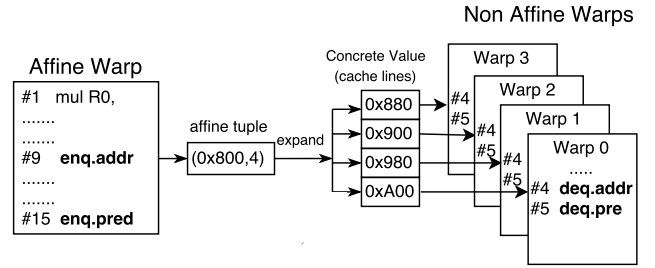 Non Affine Warps
Affine Warp
#1 mul R0,
.......
.......
#9 enq.addr
.......
.......
#15 enq.pred
affine tuple
(0x800,4)
expand
Concrete Value
(cache lines)
0x880
0x900
0x980
0xA00
Warp 3
#4
#5
Warp 2
#4
#5
Warp 1
#4
#5
Warp 0
.....
#4 deq.addr
#5 deq.pre